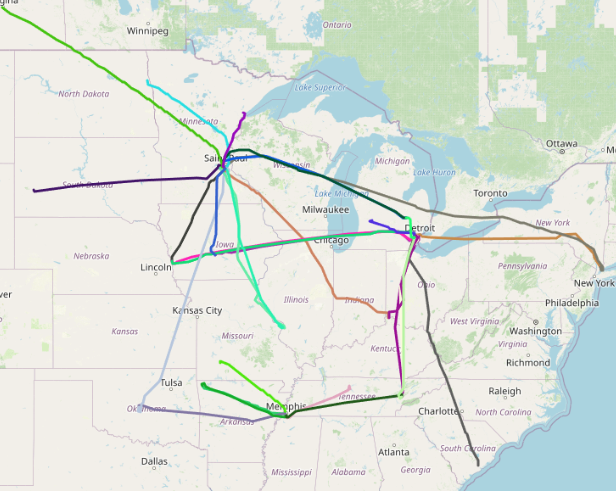 gina
Winnipeg
Ontario
Lake Superior
North Dakota
Minnesota
Ottawa
Mo
Saint Paul
Wisconsin
Michigan
Lake Huron
South Dakota
Lake Michigan
Toronto
Milwaukee
Detroit
New York
Iowa
Chicago
Nebraska
Lincoln
Pennsylvania
New York
ver
Illinois
Indiana
Ohio
Philadelphia
Kansas City
West Virginia
Washington
Kansas
Missouri
Kentucky
Virginia
Richmond
Tulsa
Oklahoma
Memphis
Tennessee
Raleigh
Charlotte
North Carolina
Arkansas
Atlanta
South Carolina
Dallas
Mississippi
Alabama
Georgia